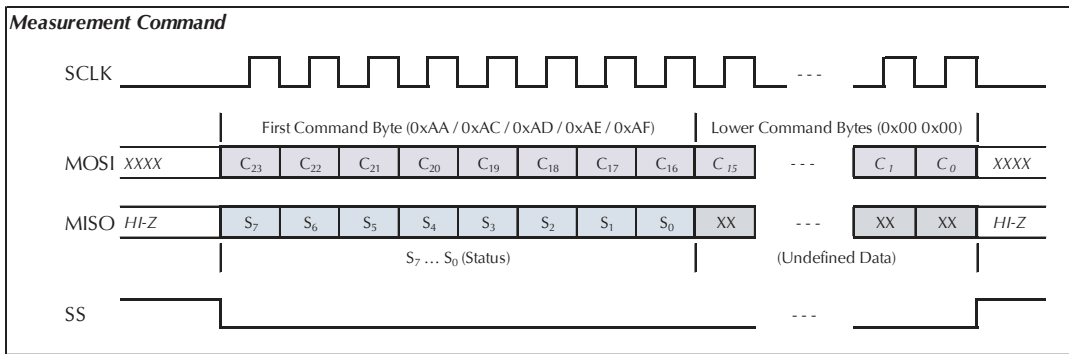 Measurement Command
SCLK
- - -
First Command Byte (0xAA / 0xAC / 0xAD / 0xAE / 0xAF) Lower Command Bytes (0x00 0x00)
MOSI XXXX C23 C22 C21 C20 C19 C18 C17 C16 C15 - - - C1 C0 XXXX
MISO HI-Z S7 S6 S5 S4 S3 S2 S1 S0 XX - - - XX XX HI-Z
S7 … S0 (Status) (Undefined Data)
SS
- - -